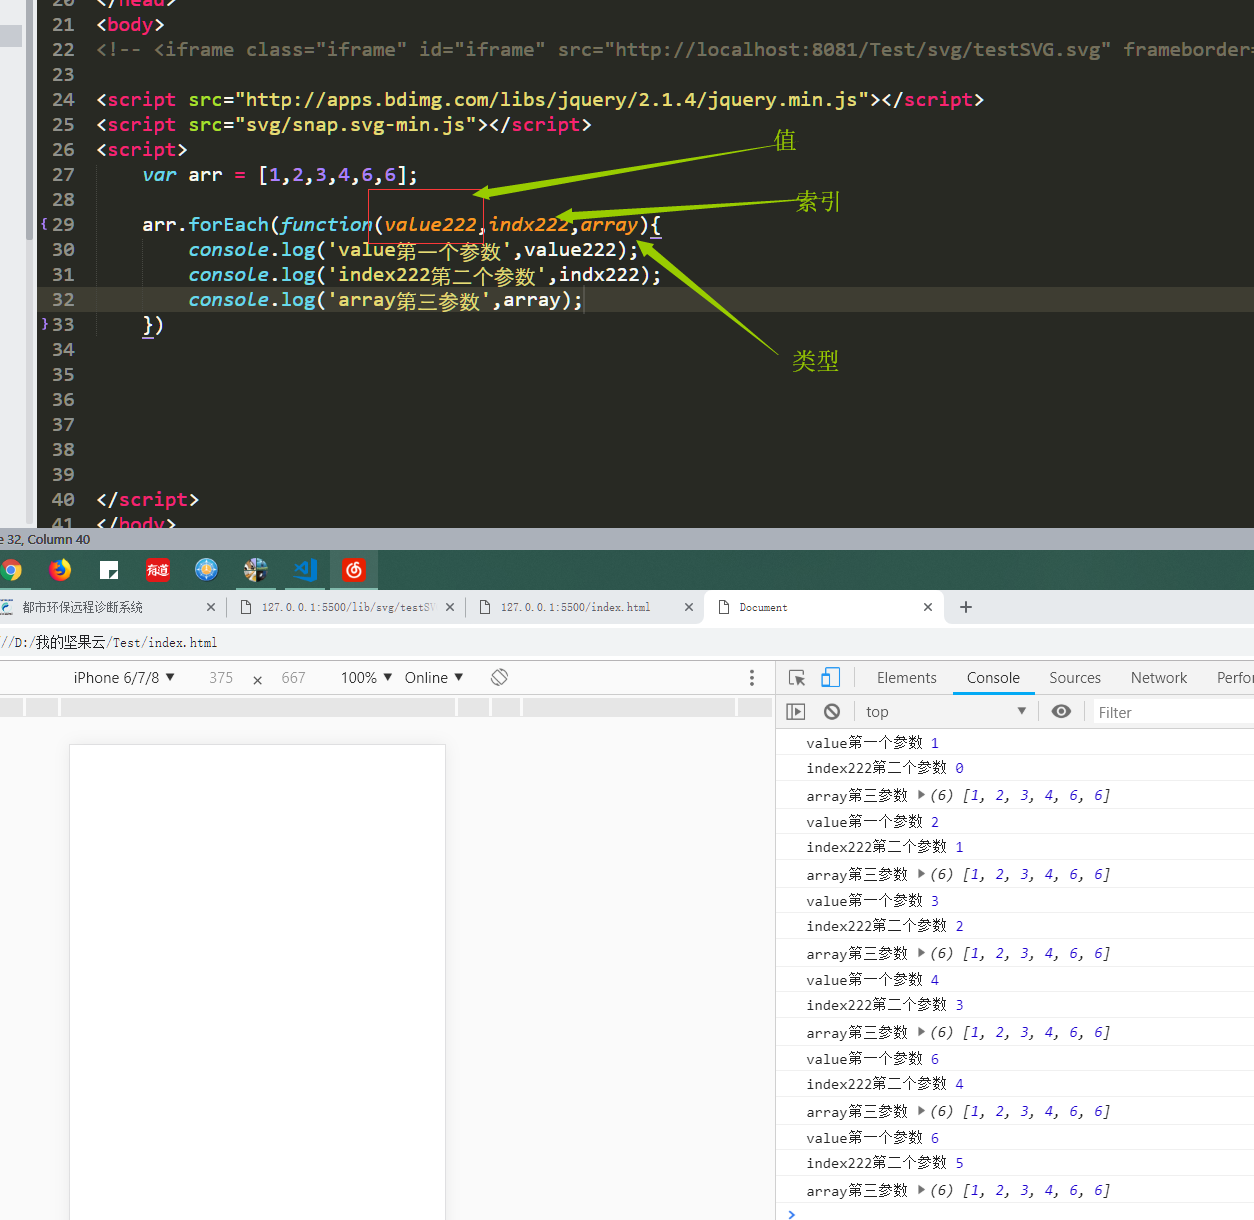 20 </head>
21 <body>
22 <!-- <iframe class="iframe" id="iframe" src="http://localhost:8081/Test/svg/testSVG.svg" frameborder=
23
24 <script src="http://apps.bdimg.com/libs/jquery/2.1.4/jquery.min.js"></script>
25 <script src="svg/snap.svg-min.js"></script>
26 <script>
值
27 var arr = [1,2,3,4,6,6];
28
索引
29 arr.forEach(function(value222,indx222,array){
30 console.log('value第一个参数',value222);
31 console.log('index222第二个参数',indx222);
32 console.log('array第三参数',array);
33 })
34
类型
35
36
37
38
39
40 </script>
41 </body>
e 32, Column 40
有道
都市环保远程诊断系统 × 127.0.0.1:5500/lib/svg/testSV × 127.0.0.1:5500/index.html × Document × +
//D:/我的坚果云/Test/index.html
iPhone 6/7/8 ▼ 375 × 667 100% ▼ Online ▼
Elements Console Sources Network Perfo
top ▼ Filter
value第一个参数 1
index222第二个参数 0
array第三参数 ▶(6) [1, 2, 3, 4, 6, 6]
value第一个参数 2
index222第二个参数 1
array第三参数 ▶(6) [1, 2, 3, 4, 6, 6]
value第一个参数 3
index222第二个参数 2
array第三参数 ▶(6) [1, 2, 3, 4, 6, 6]
value第一个参数 4
index222第二个参数 3
array第三参数 ▶(6) [1, 2, 3, 4, 6, 6]
value第一个参数 6
index222第二个参数 4
array第三参数 ▶(6) [1, 2, 3, 4, 6, 6]
value第一个参数 6
index222第二个参数 5
array第三参数 ▶(6) [1, 2, 3, 4, 6, 6]
>